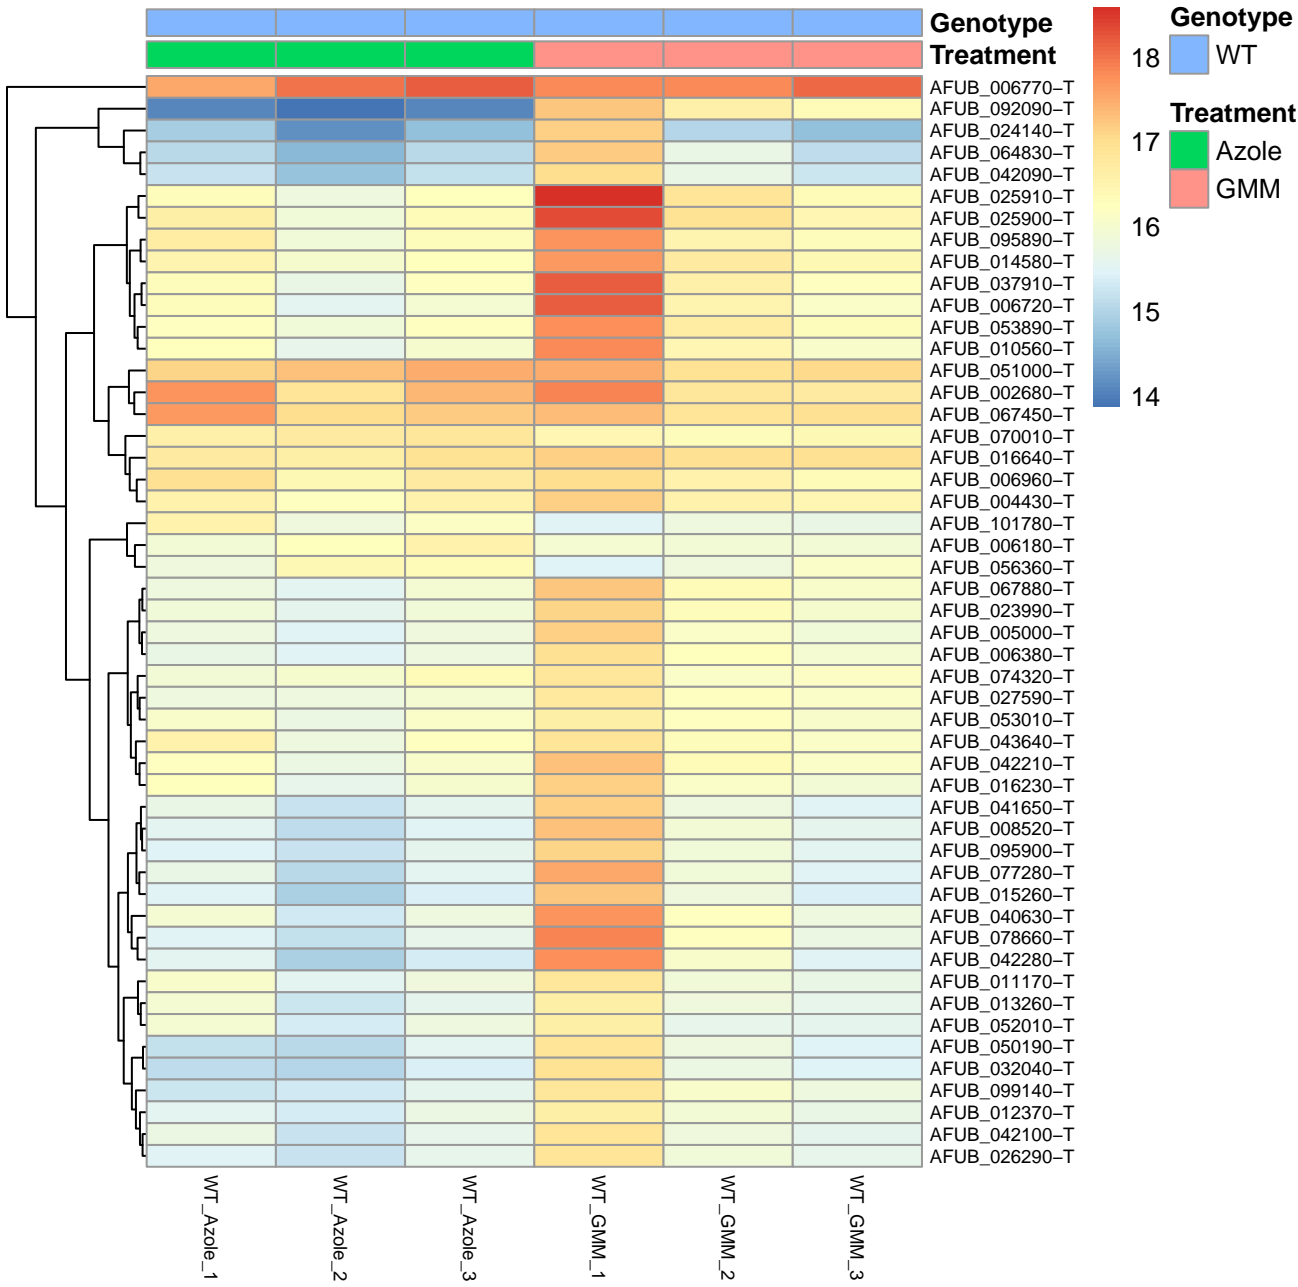 Genotype
Treatment
AFUB_006770−T
AFUB_092090−T
AFUB_024140−T
AFUB_064830−T
AFUB_042090−T
AFUB_025910−T
AFUB_025900−T
AFUB_095890−T
AFUB_014580−T
AFUB_037910−T
AFUB_006720−T
AFUB_053890−T
AFUB_010560−T
AFUB_051000−T
AFUB_002680−T
AFUB_067450−T
AFUB_070010−T
AFUB_016640−T
AFUB_006960−T
AFUB_004430−T
AFUB_101780−T
AFUB_006180−T
AFUB_056360−T
AFUB_067880−T
AFUB_023990−T
AFUB_005000−T
AFUB_006380−T
AFUB_074320−T
AFUB_027590−T
AFUB_053010−T
AFUB_043640−T
AFUB_042210−T
AFUB_016230−T
AFUB_041650−T
AFUB_008520−T
AFUB_095900−T
AFUB_077280−T
AFUB_015260−T
AFUB_040630−T
AFUB_078660−T
AFUB_042280−T
AFUB_011170−T
AFUB_013260−T
AFUB_052010−T
AFUB_050190−T
AFUB_032040−T
AFUB_099140−T
AFUB_012370−T
AFUB_042100−T
AFUB_026290−T
WT_Azole_1
WT_Azole_2
WT_Azole_3
WT_GMM_1
WT_GMM_2
WT_GMM_3
18
17
16
15
14
Genotype
WT
Treatment
Azole
GMM